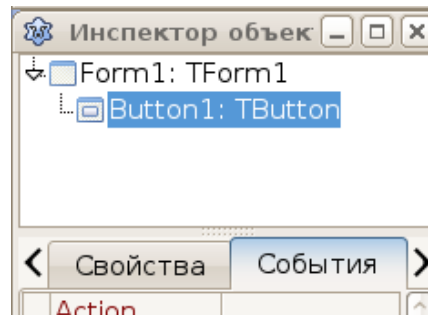 Инспектор объек
Form1: TForm1
Button1: TButton
Свойства События
Action